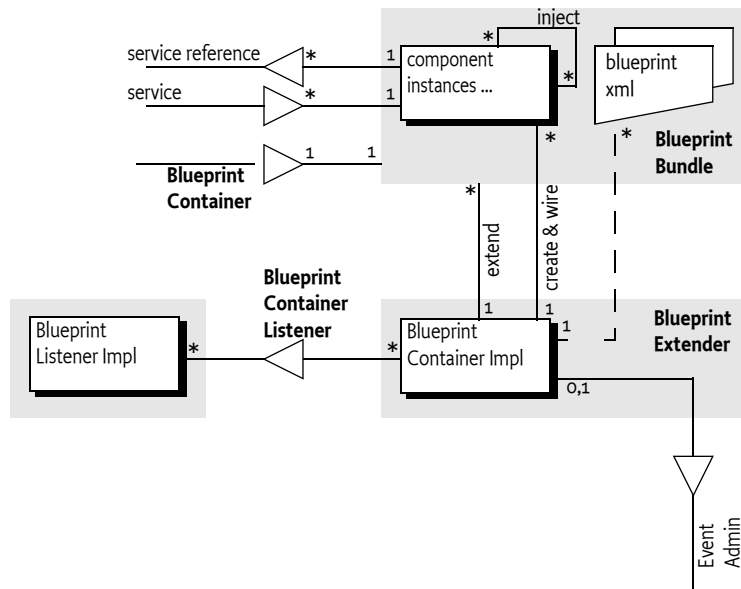 inject
service reference
*
1
component
instances ...
*
*
blueprint
xml
service
*
1
*
*
Blueprint
Bundle
Blueprint
Container
1
1
*
extend
create & wire
Blueprint
Container
Listener
1
1
1
Blueprint
Extender
Blueprint
Listener Impl
*
*
Blueprint
Container Impl
0,1
Event
Admin